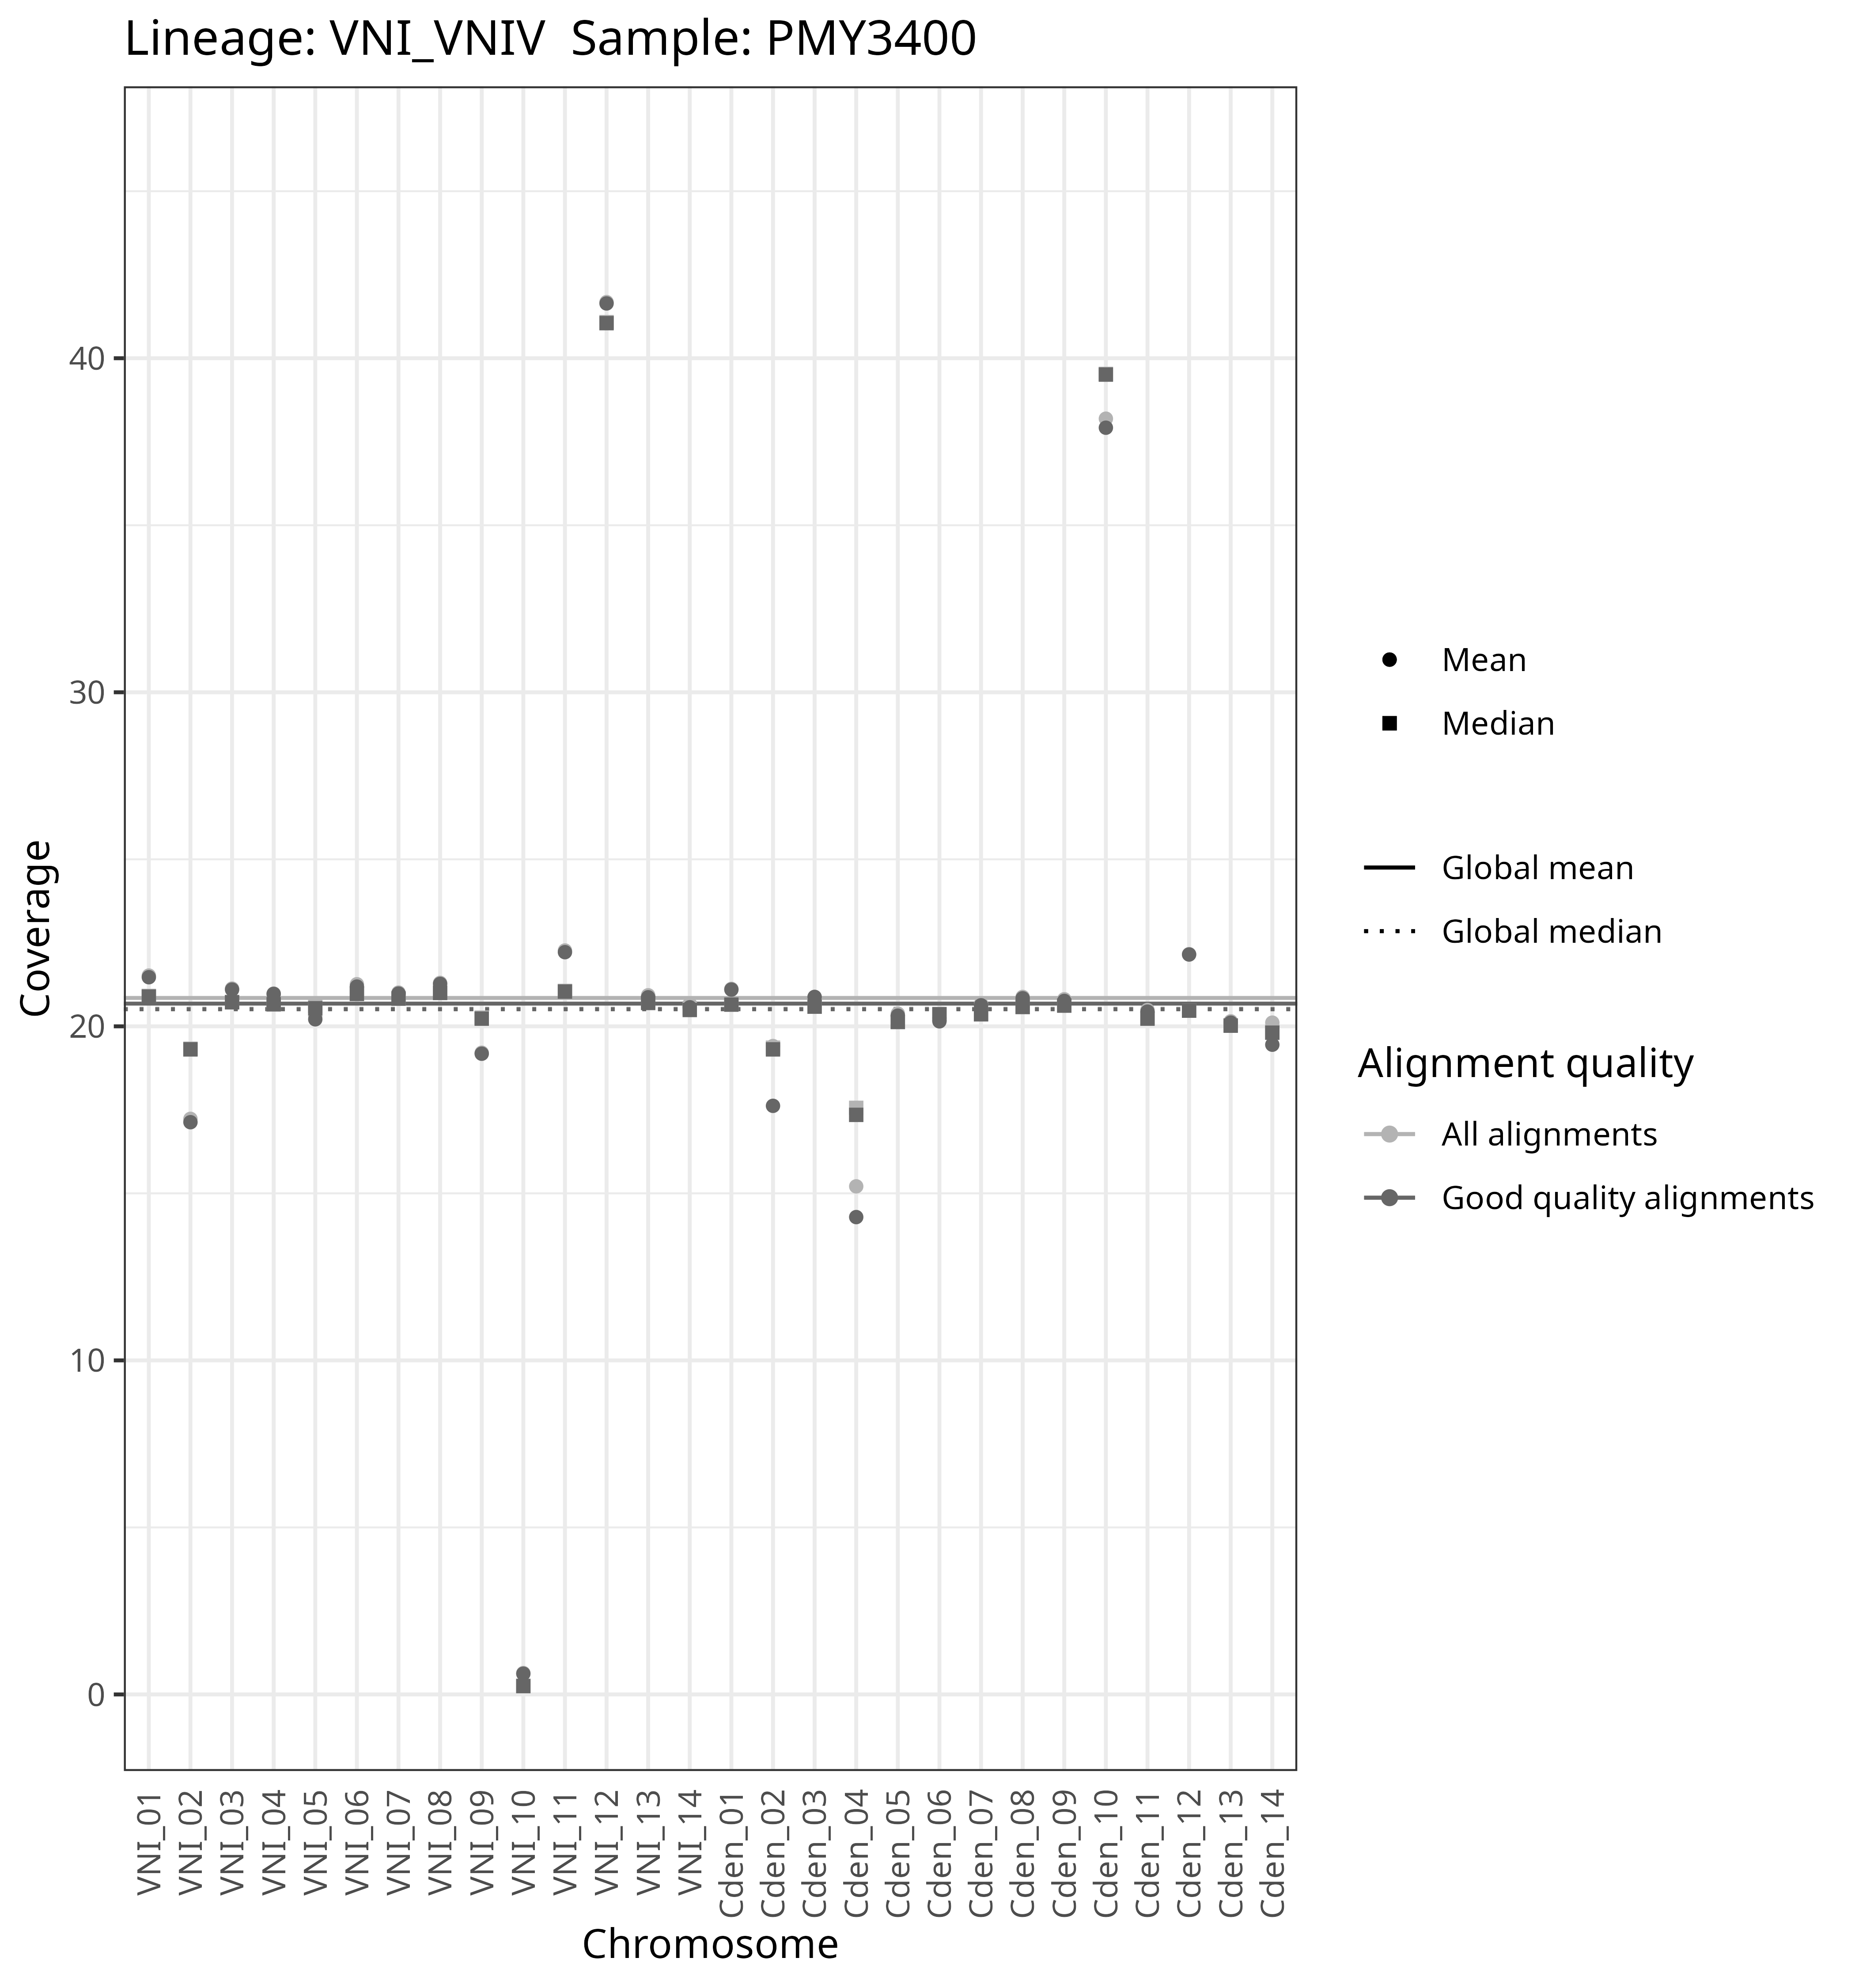 Lineage: VNI_VNIV  Sample: PMY3400
40
30
20
10
0
Coverage
VNI_01
VNI_02
VNI_03
VNI_04
VNI_05
VNI_06
VNI_07
VNI_08
VNI_09
VNI_10
VNI_11
VNI_12
VNI_13
VNI_14
Cden_01
Cden_02
Cden_03
Cden_04
Cden_05
Cden_06
Cden_07
Cden_08
Cden_09
Cden_10
Cden_11
Cden_12
Cden_13
Cden_14
Chromosome
Mean
Median
Global mean
Global median
Alignment quality
All alignments
Good quality alignments